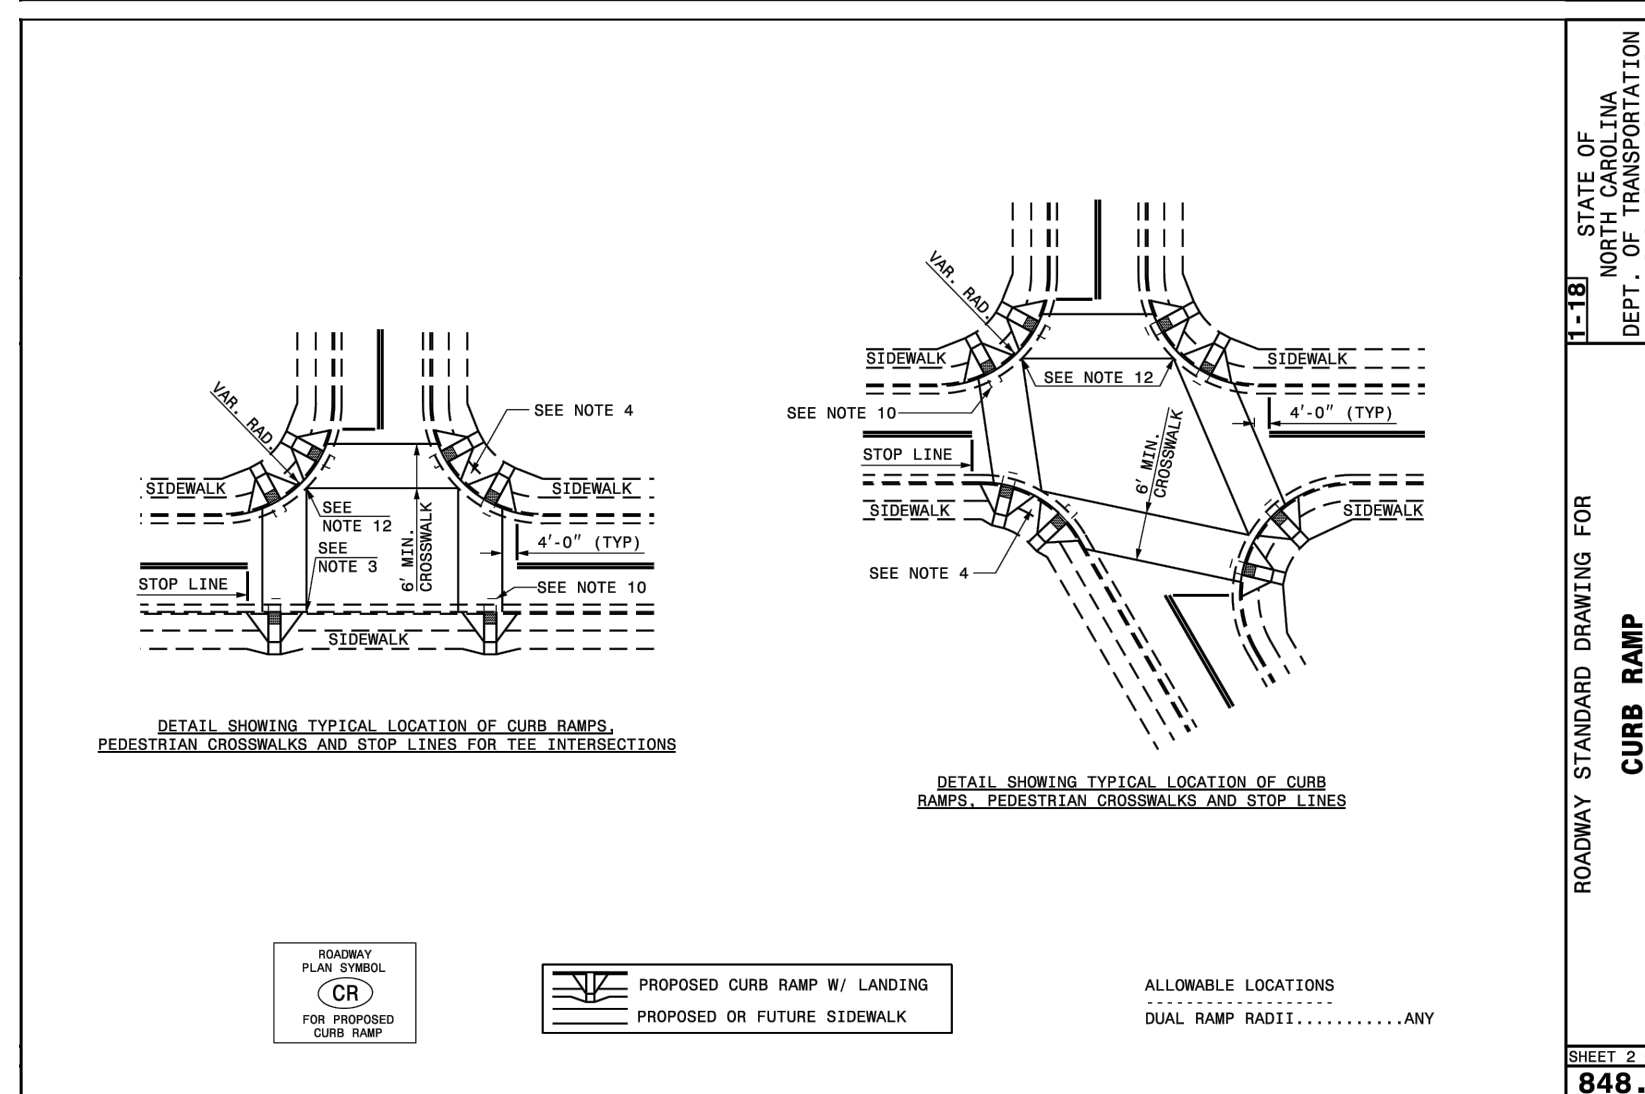 VAR. RAD.
SEE NOTE 4
SIDEWALK
SIDEWALK
SEE
NOTE 12
SEE
NOTE 3
6' MIN.
CROSSWALK
4'-0" (TYP)
STOP LINE
SEE NOTE 10
SIDEWALK
DETAIL SHOWING TYPICAL LOCATION OF CURB RAMPS,
PEDESTRIAN CROSSWALKS AND STOP LINES FOR TEE INTERSECTIONS
VAR. RAD.
SIDEWALK
SIDEWALK
SEE NOTE 12
SEE NOTE 10
4'-0" (TYP)
6' MIN.
CROSSWALK
STOP LINE
SIDEWALK
SIDEWALK
SEE NOTE 4
DETAIL SHOWING TYPICAL LOCATION OF CURB
RAMPS, PEDESTRIAN CROSSWALKS AND STOP LINES
ROADWAY
PLAN SYMBOL
CR
FOR PROPOSED
CURB RAMP
PROPOSED CURB RAMP W/ LANDING
PROPOSED OR FUTURE SIDEWALK
ALLOWABLE LOCATIONS
-------------------
DUAL RAMP RADII...........ANY
1-18
STATE OF
NORTH CAROLINA
DEPT. OF TRANSPORTATION
ROADWAY STANDARD DRAWING FOR
CURB RAMP
SHEET 2
848.